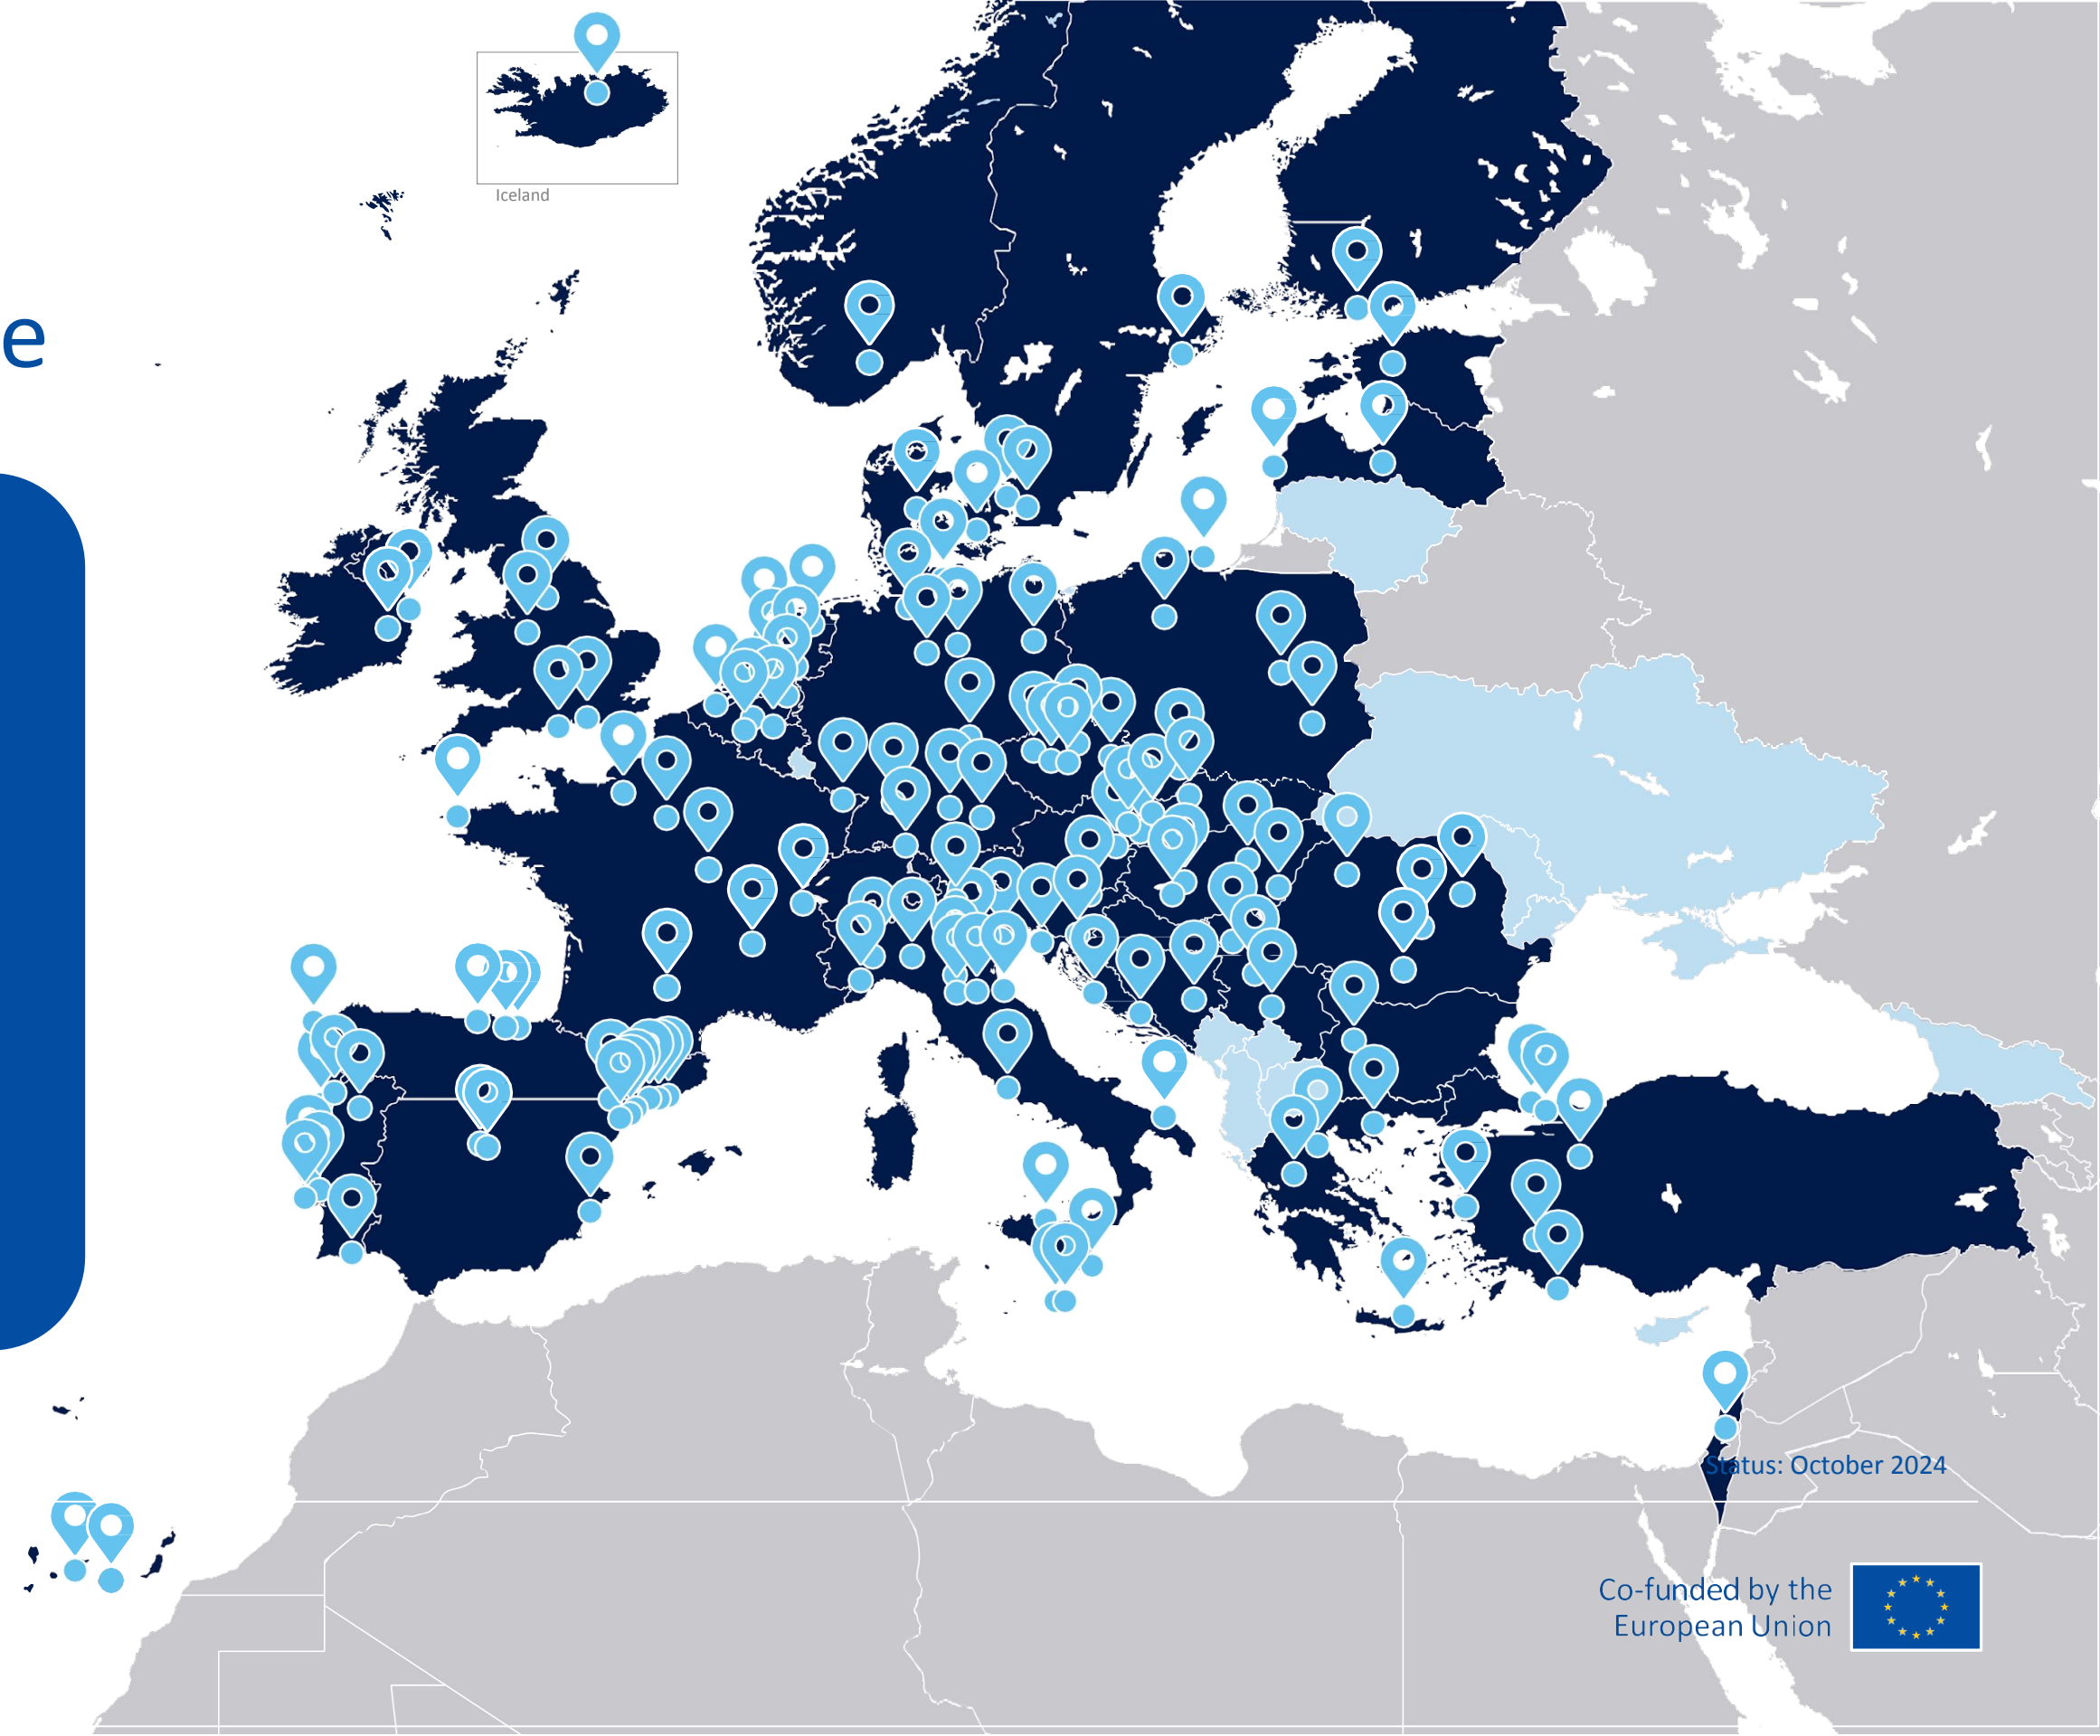 Iceland
e
Status: October 2024
Co-funded by the
European Union